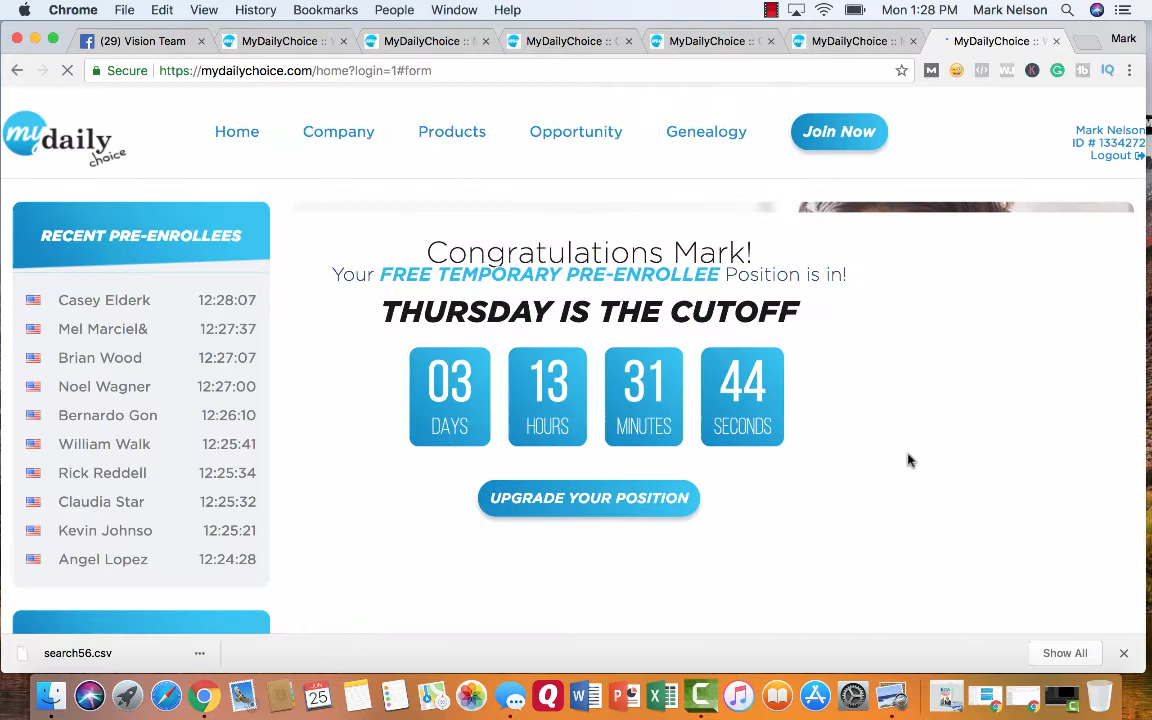 Chrome File Edit View History Bookmarks People Window Help Mon 1:28 PM Mark Nelson
(29) Vision Team MyDailyChoice :: MyDailyChoice :: MyDailyChoice :: MyDailyChoice :: MyDailyChoice :: MyDailyChoice :: Mark
Secure https://mydailychoice.com/home?login=1#form
my daily choice
Home Company Products Opportunity Genealogy Join Now
Mark Nelson
ID # 1334272
Logout
RECENT PRE-ENROLLEES
Casey Elderk 12:28:07
Mel Marciel& 12:27:37
Brian Wood 12:27:07
Noel Wagner 12:27:00
Bernardo Gon 12:26:10
William Walk 12:25:41
Rick Reddell 12:25:34
Claudia Star 12:25:32
Kevin Johnso 12:25:21
Angel Lopez 12:24:28
Congratulations Mark!
Your FREE TEMPORARY PRE-ENROLLEE Position is in!
THURSDAY IS THE CUTOFF
03 13 31 44
DAYS HOURS MINUTES SECONDS
UPGRADE YOUR POSITION
search56.csv Show All
JUN
25